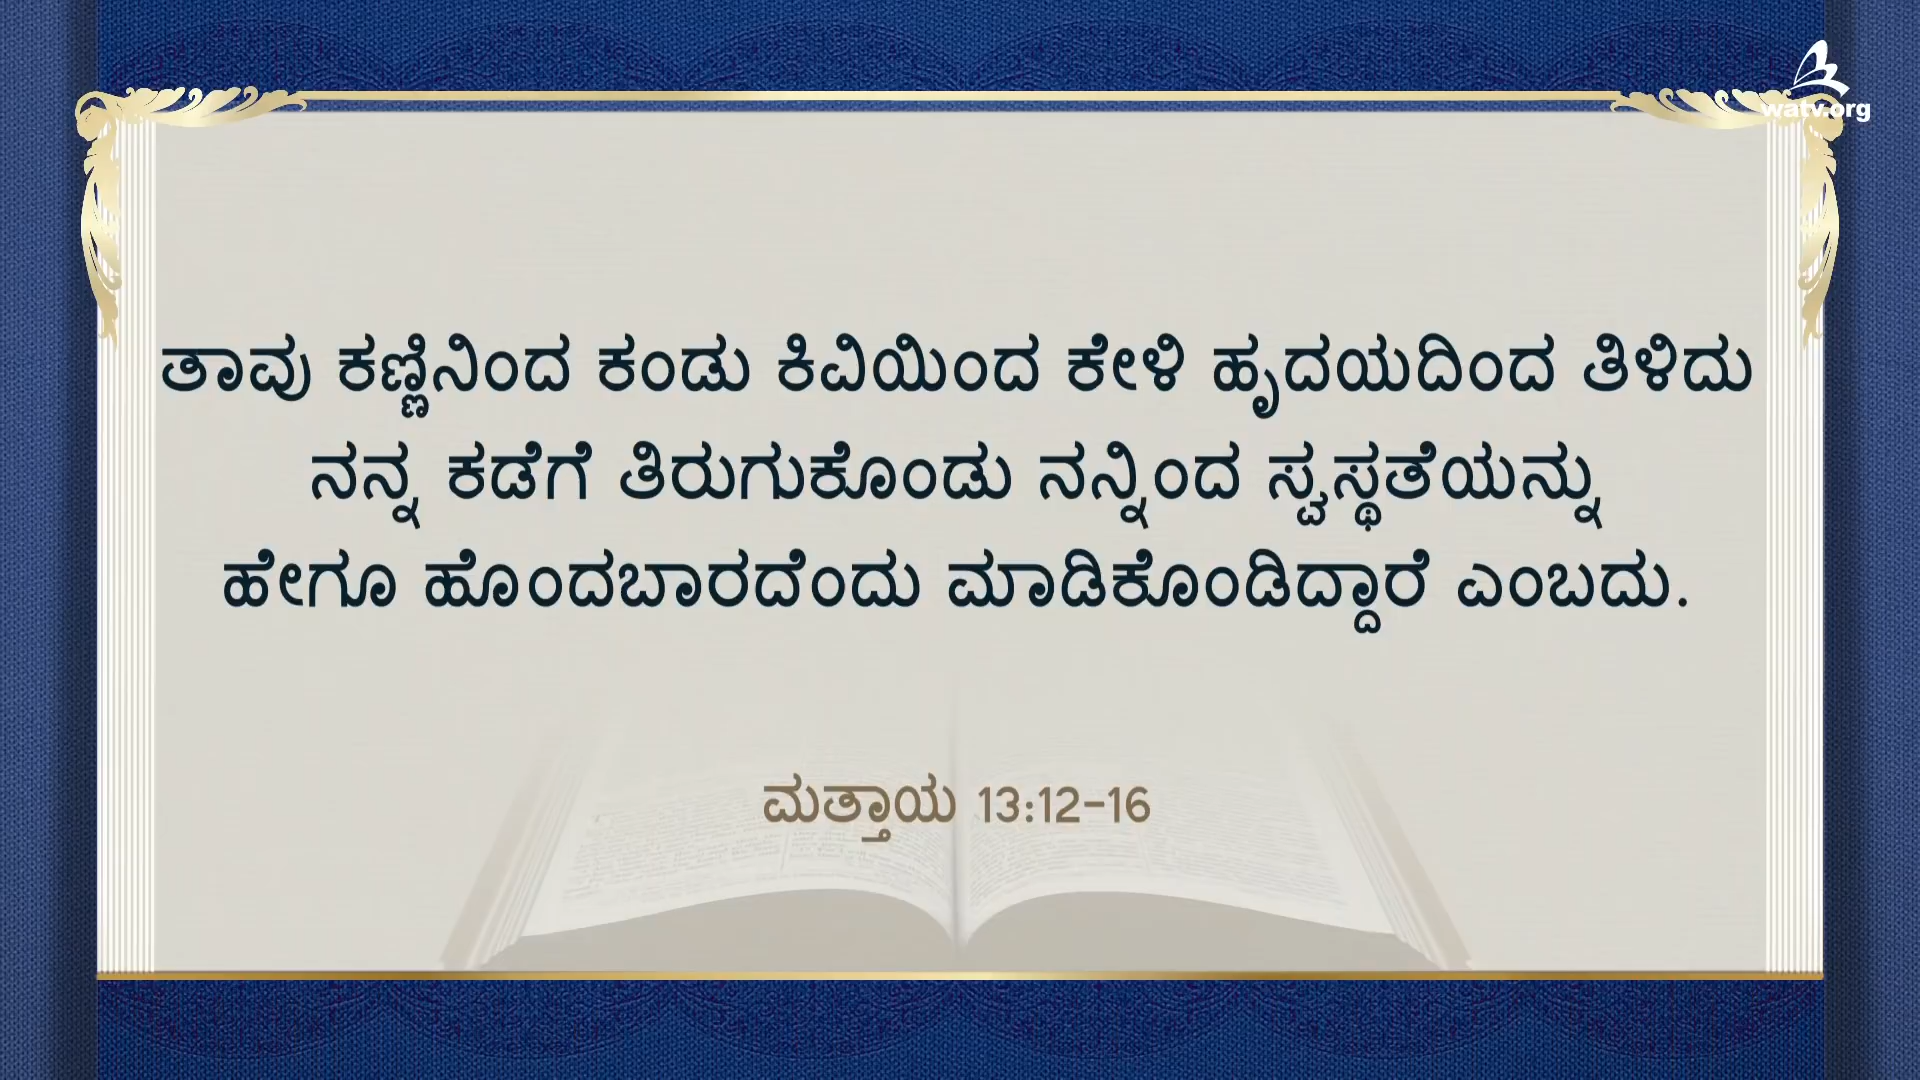 watv.org
ತಾವು ಕಣ್ಣಿನಿಂದ ಕಂಡು ಕಿವಿಯಿಂದ ಕೇಳಿ ಹೃದಯದಿಂದ ತಿಳಿದು
ನನ್ನ ಕಡೆಗೆ ತಿರುಗುಕೊಂಡು ನನ್ನಿಂದ ಸ್ವಸ್ಥತೆಯನ್ನು
ಹೇಗೂ ಹೊಂದಬಾರದೆಂದು ಮಾಡಿಕೊಂಡಿದ್ದಾರೆ ಎಂಬದು.
ಮತ್ತಾಯ 13:12-16